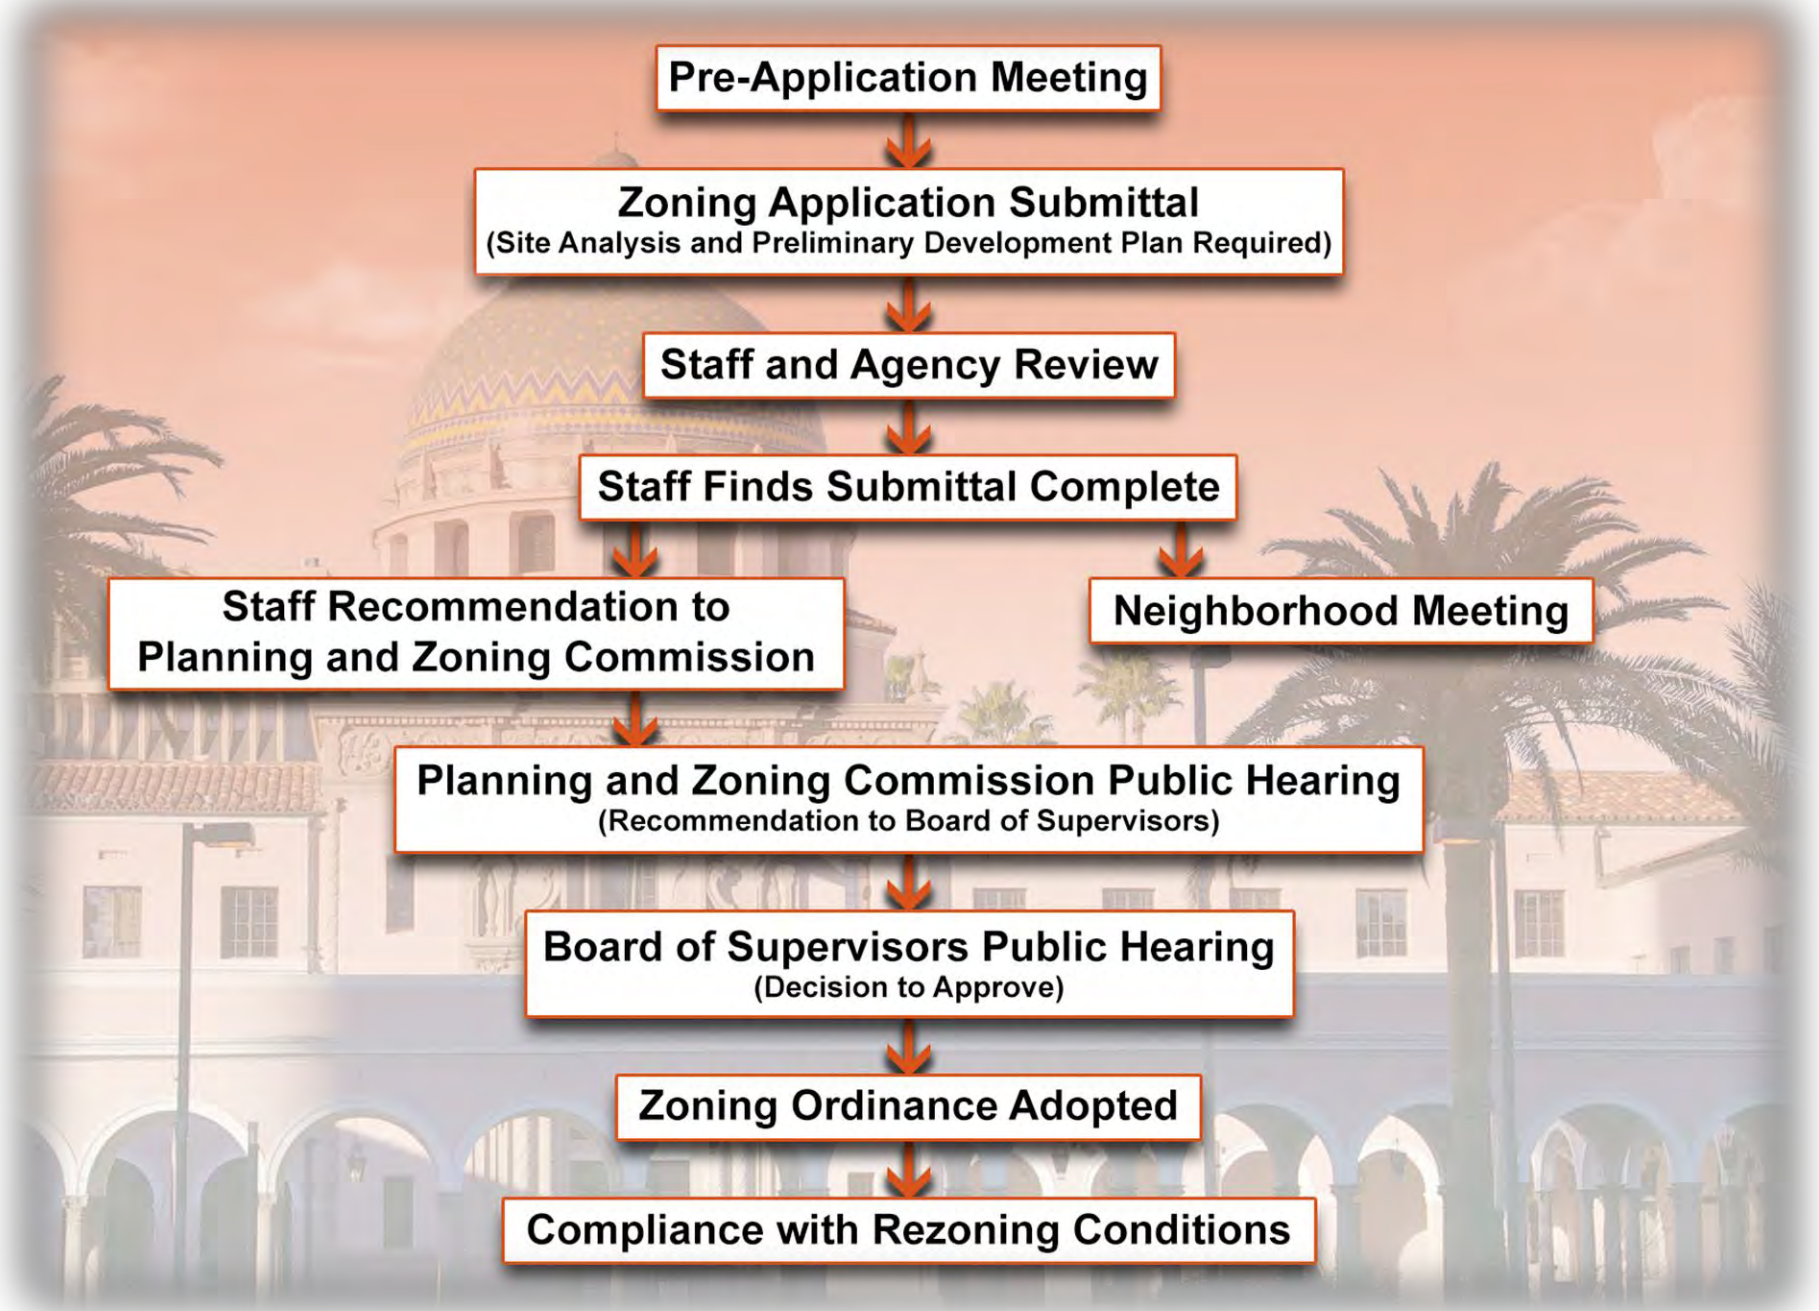 Pre-Application Meeting
Zoning Application Submittal
(Site Analysis and Preliminary Development Plan Required)
Staff and Agency Review
Staff Finds Submittal Complete
Staff Recommendation to
Planning and Zoning Commission
Neighborhood Meeting
Planning and Zoning Commission Public Hearing
(Recommendation to Board of Supervisors)
Board of Supervisors Public Hearing
(Decision to Approve)
Zoning Ordinance Adopted
Compliance with Rezoning Conditions